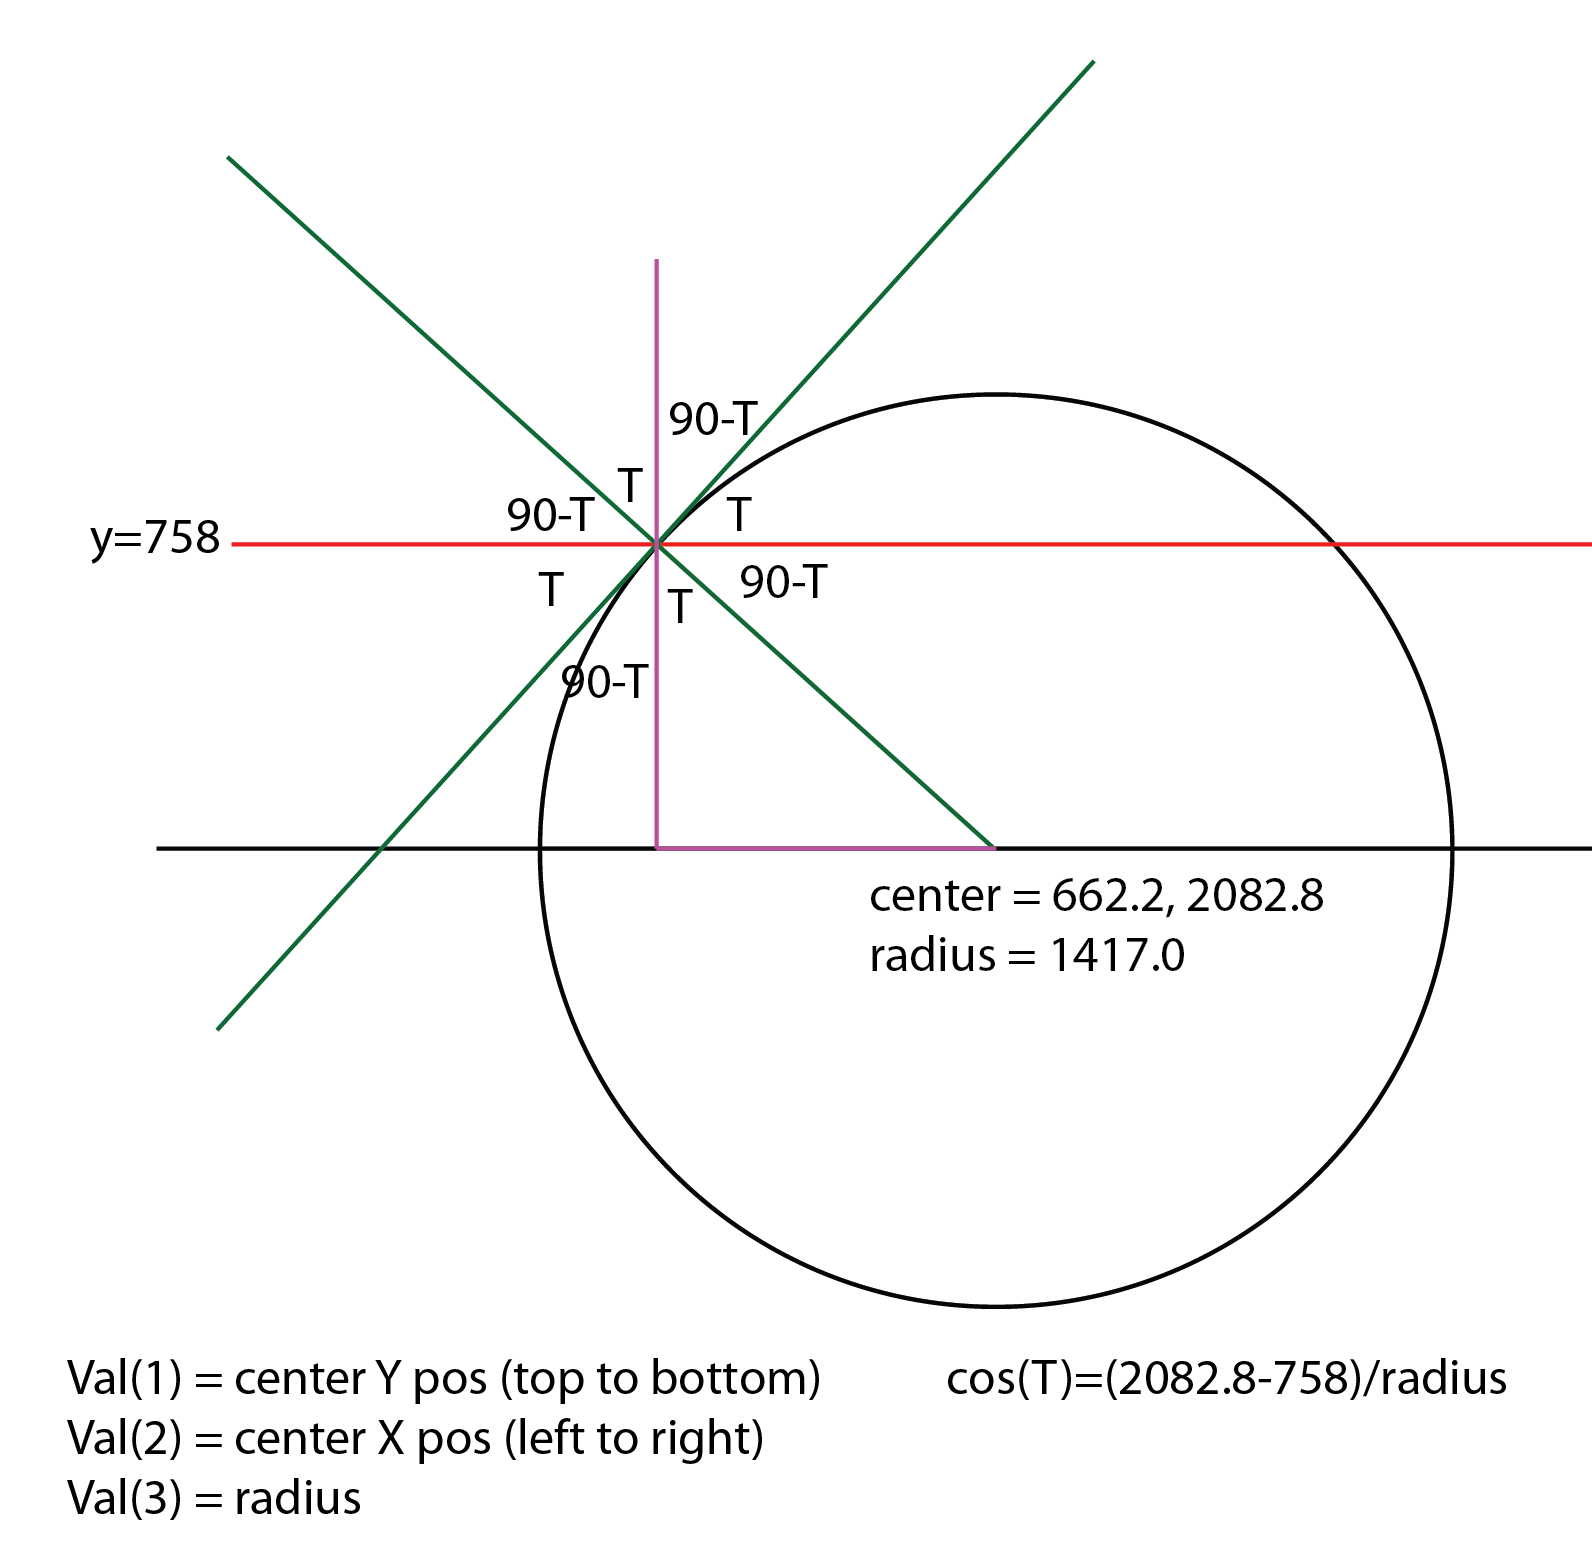 90-T
T
90-T
T
y=758
T
90-T
T
90-T
center = 662.2, 2082.8
radius = 1417.0
Val(1) = center Y pos (top to bottom)
cos(T)=(2082.8-758)/radius
Val(2) = center X pos (left to right)
Val(3) = radius